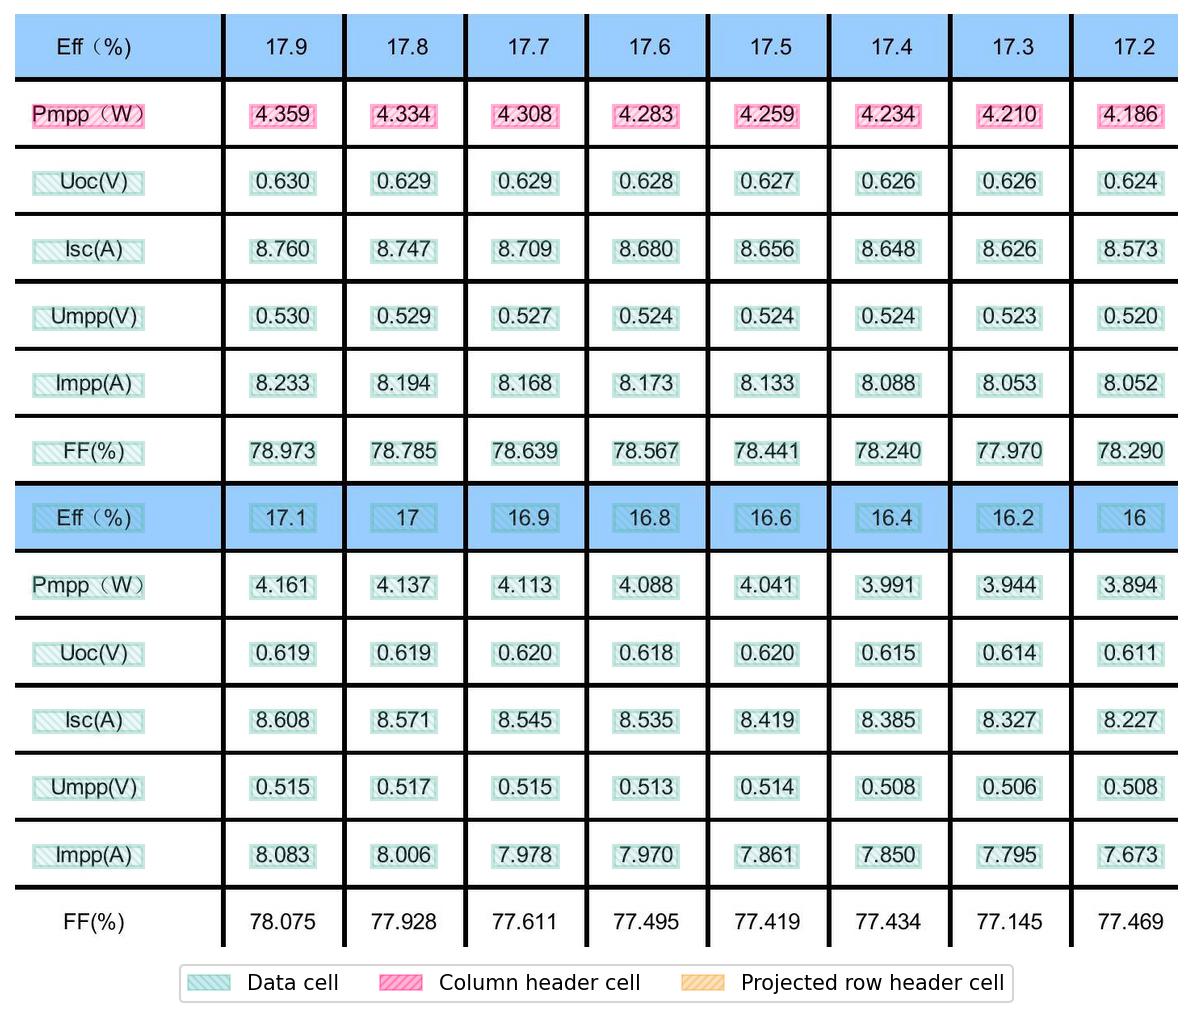 Eff（%) 17.9 17.8 17.7 17.6 17.5 17.4 17.3 17.2
Pmpp（W） 4.359 4.334 4.308 4.283 4.259 4.234 4.210 4.186
Uoc(V) 0.630 0.629 0.629 0.628 0.627 0.626 0.626 0.624
Isc(A) 8.760 8.747 8.709 8.680 8.656 8.648 8.626 8.573
Umpp(V) 0.530 0.529 0.527 0.524 0.524 0.524 0.523 0.520
Impp(A) 8.233 8.194 8.168 8.173 8.133 8.088 8.053 8.052
FF(%) 78.973 78.785 78.639 78.567 78.441 78.240 77.970 78.290
Eff（%) 17.1 17 16.9 16.8 16.6 16.4 16.2 16
Pmpp（W） 4.161 4.137 4.113 4.088 4.041 3.991 3.944 3.894
Uoc(V) 0.619 0.619 0.620 0.618 0.620 0.615 0.614 0.611
Isc(A) 8.608 8.571 8.545 8.535 8.419 8.385 8.327 8.227
Umpp(V) 0.515 0.517 0.515 0.513 0.514 0.508 0.506 0.508
Impp(A) 8.083 8.006 7.978 7.970 7.861 7.850 7.795 7.673
FF(%) 78.075 77.928 77.611 77.495 77.419 77.434 77.145 77.469
Data cell Column header cell Projected row header cell